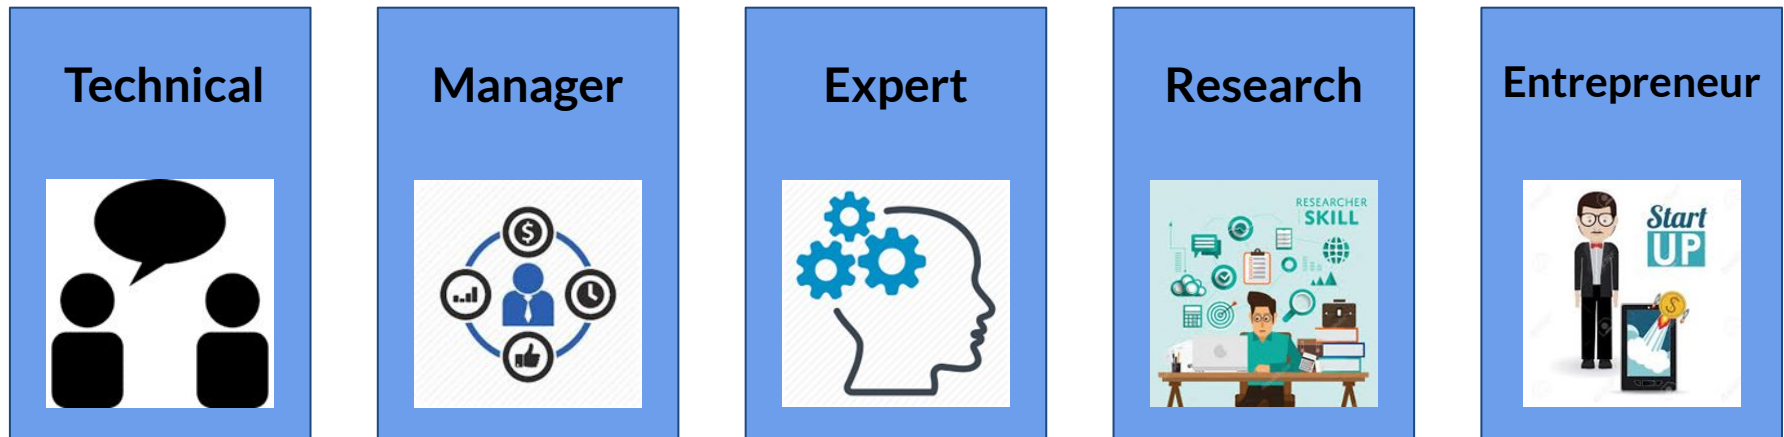 Technical
Manager
Expert
Research
Entrepreneur
RESEARCHER
SKILL
Start
UP